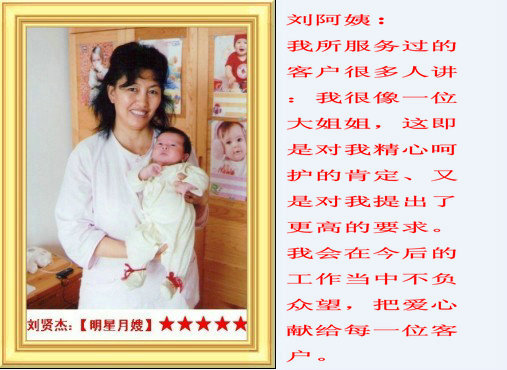 刘阿姨：
我所服务过的
客户很多人讲
：我很像一位
大姐姐，这即
是对我精心呵
护的肯定、又
是对我提出了
更高的要求。
我会在今后的
工作当中不负
众望，把爱心
献给每一位客
户。
刘贤杰：【明星月嫂】★★★★★